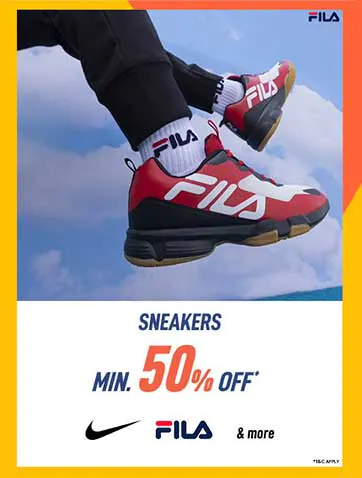 FILA
FILA
FILA
FILA
SNEAKERS
MIN. 50% OFF*
FILA & more
*T&C APPLY